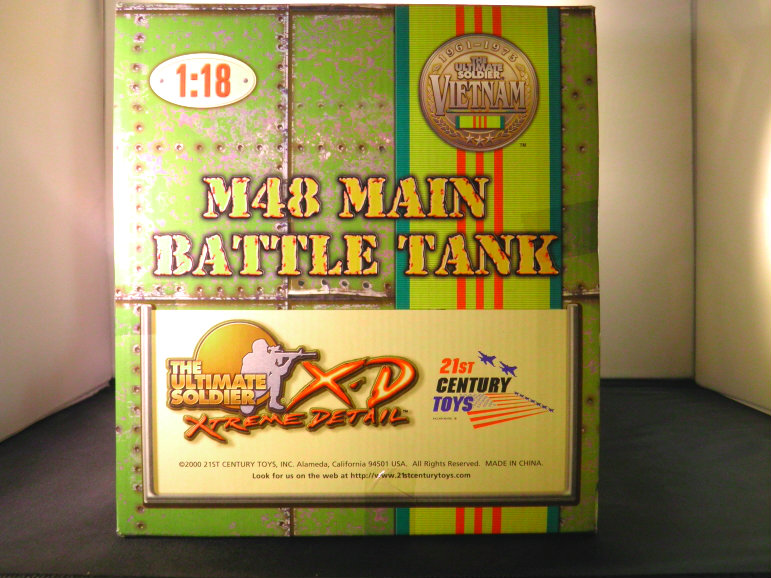 1:18
1961-1973
THE
ULTIMATE
SOLDIER
VIETNAM
TM
M48 MAIN
BATTLE TANK
THE
ULTIMATE
SOLDIER
X-D
XTREME DETAIL™
21ST
CENTURY
TOYS
©2000 21ST CENTURY TOYS, INC. Alameda, California 94501 USA. All Rights Reserved. MADE IN CHINA.
Look for us on the web at http://www.21stcenturytoys.com